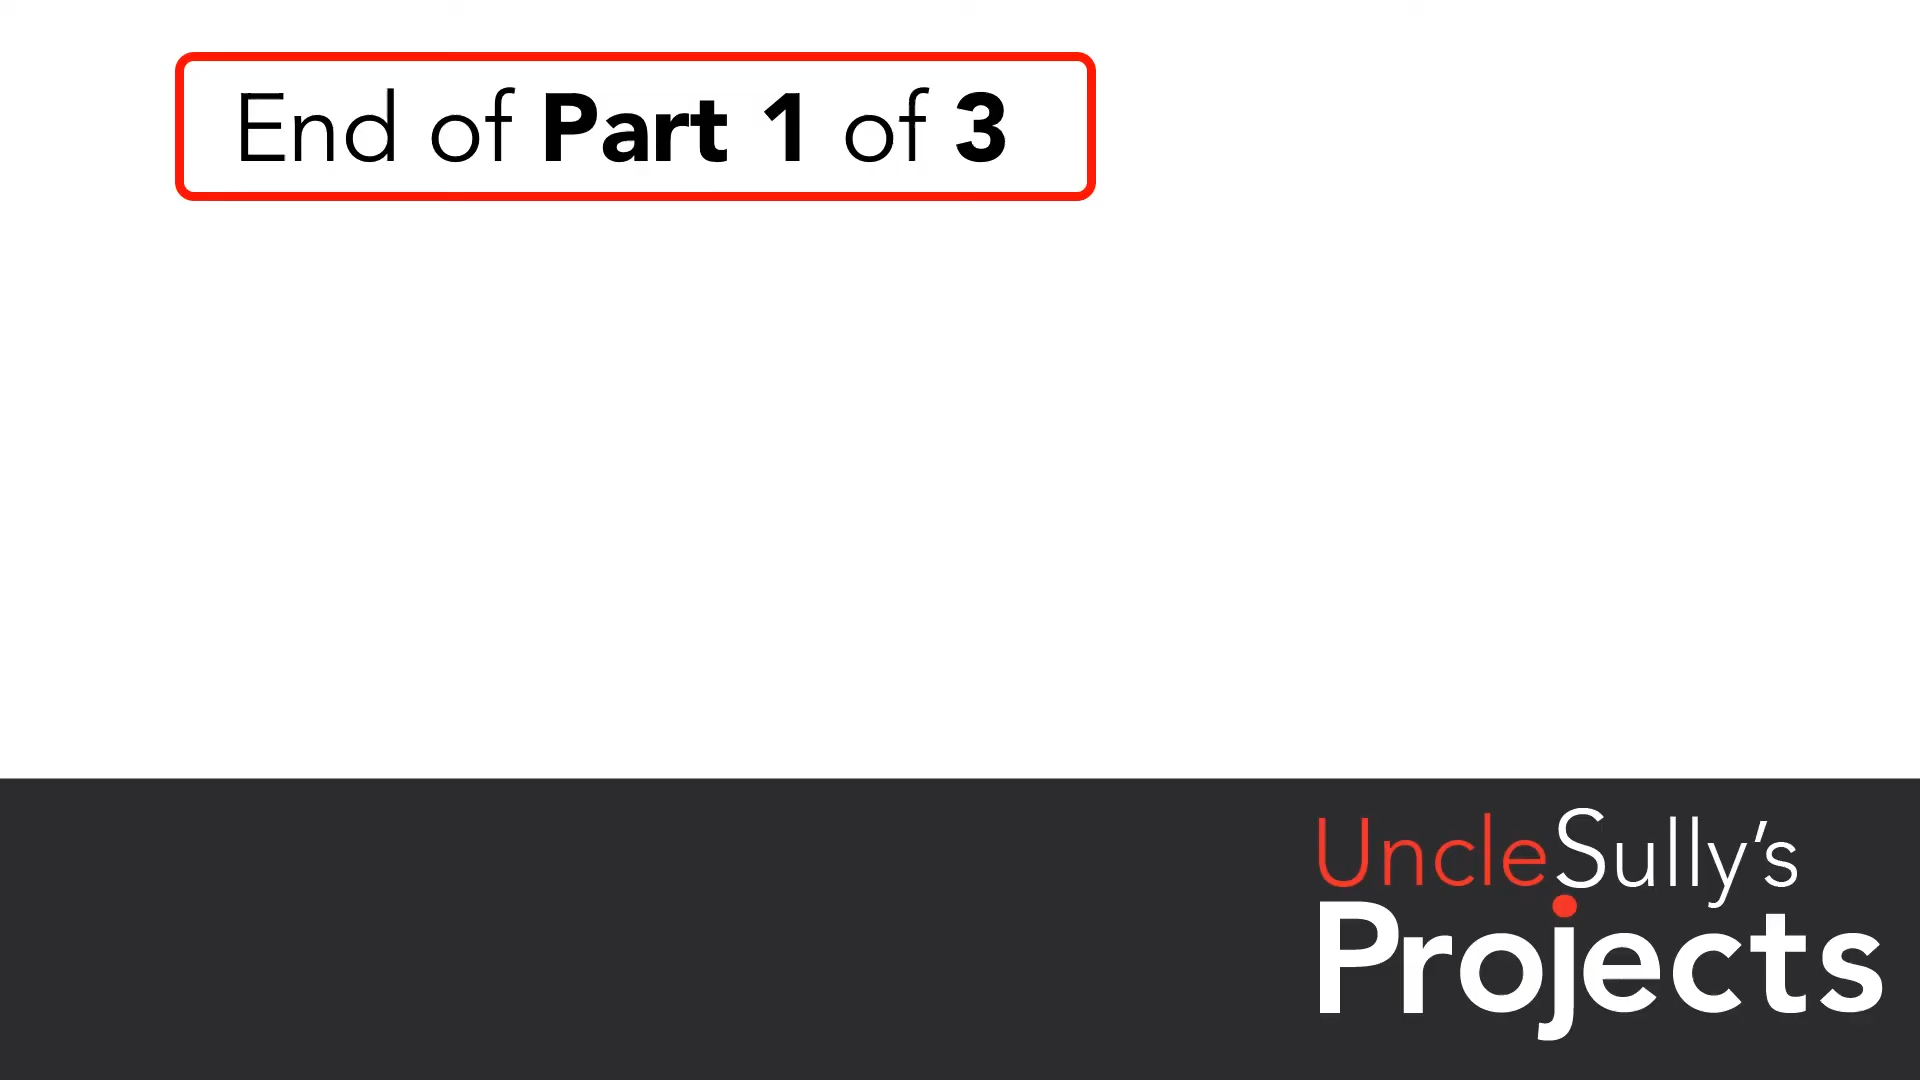 End of Part 1 of 3
UncleSully's
Projects